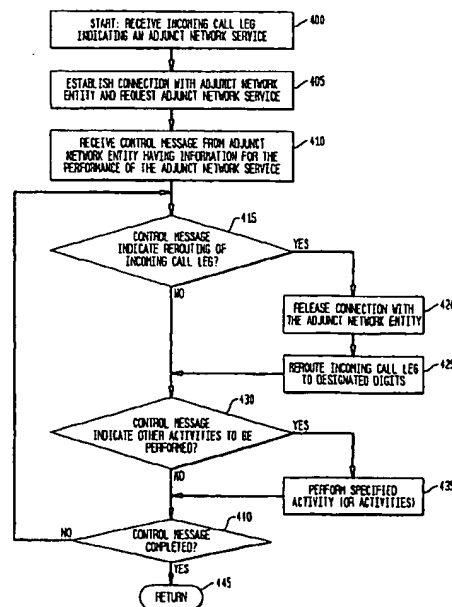 START: RECEIVE INCOMING CALL LEG
INDICATING AN ADJUNCT NETWORK SERVICE
400
ESTABLISH CONNECTION WITH ADJUNCT NETWORK
ENTITY AND REQUEST ADJUNCT NETWORK SERVICE
405
RECEIVE CONTROL MESSAGE FROM ADJUNCT
NETWORK ENTITY HAVING INFORMATION FOR THE
PERFORMANCE OF THE ADJUNCT NETWORK SERVICE
410
415
CONTROL MESSAGE
INDICATE REROUTING OF
INCOMING CALL LEG?
YES
NO
420
RELEASE CONNECTION WITH
THE ADJUNCT NETWORK ENTITY
425
REROUTE INCOMING CALL LEG
TO DESIGNATED DIGITS
430
CONTROL MESSAGE
INDICATE OTHER ACTIVITIES TO BE
PERFORMED?
YES
NO
435
PERFORM SPECIFIED
ACTIVITY (OR ACTIVITIES)
440
NO
CONTROL MESSAGE
COMPLETED?
YES
445
RETURN